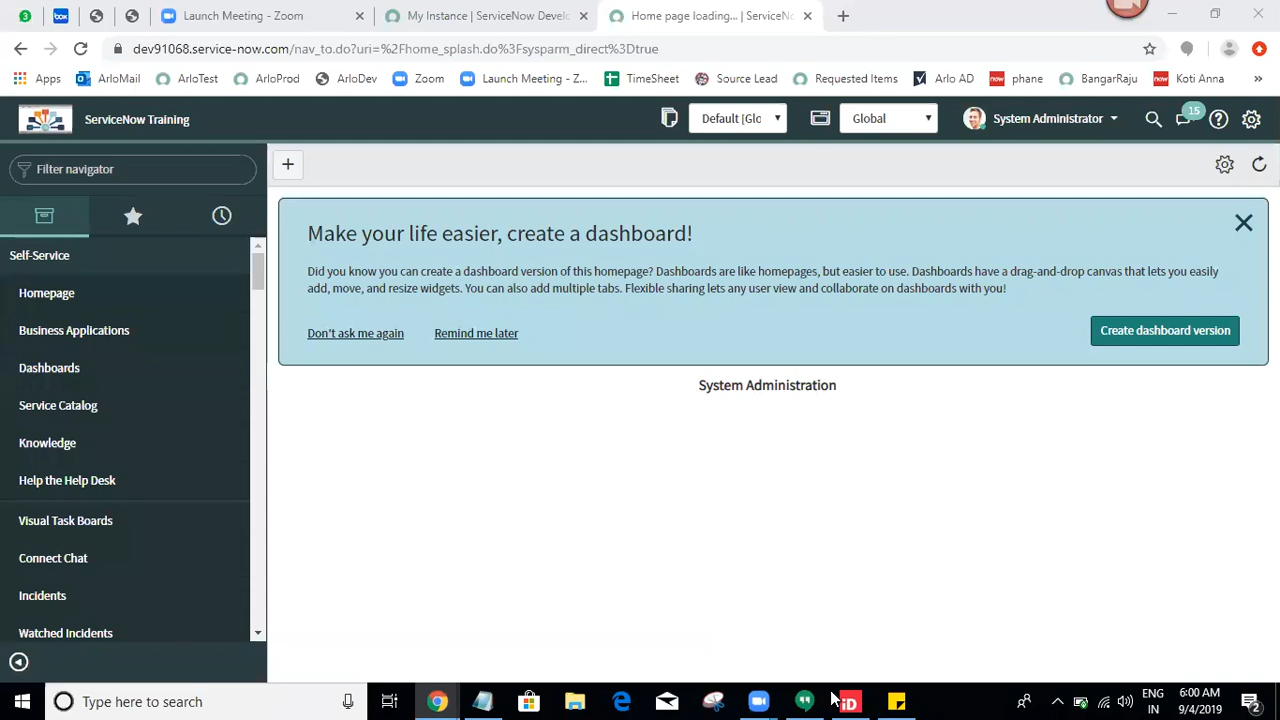 3
box
Launch Meeting - Zoom
My Instance | ServiceNow Develo
Home page loading... | ServiceNo
dev91068.service-now.com/nav_to.do?uri=%2Fhome_splash.do%3Fsysparm_direct%3Dtrue
Apps
ArloMail
ArloTest
ArloProd
ArloDev
Zoom
Launch Meeting - Z...
TimeSheet
Source Lead
Requested Items
Arlo AD
now phane
BangarRaju
now Koti Anna
»
ServiceNow Training
Default [Glo
Global
System Administrator
15
Filter navigator
Self-Service
Homepage
Business Applications
Dashboards
Service Catalog
Knowledge
Help the Help Desk
Visual Task Boards
Connect Chat
Incidents
Watched Incidents
Make your life easier, create a dashboard!
Did you know you can create a dashboard version of this homepage? Dashboards are like homepages, but easier to use. Dashboards have a drag-and-drop canvas that lets you easily
add, move, and resize widgets. You can also add multiple tabs. Flexible sharing lets any user view and collaborate on dashboards with you!
Don't ask me again
Remind me later
Create dashboard version
System Administration
Type here to search
iD
ENG
IN
6:00 AM
9/4/2019
2